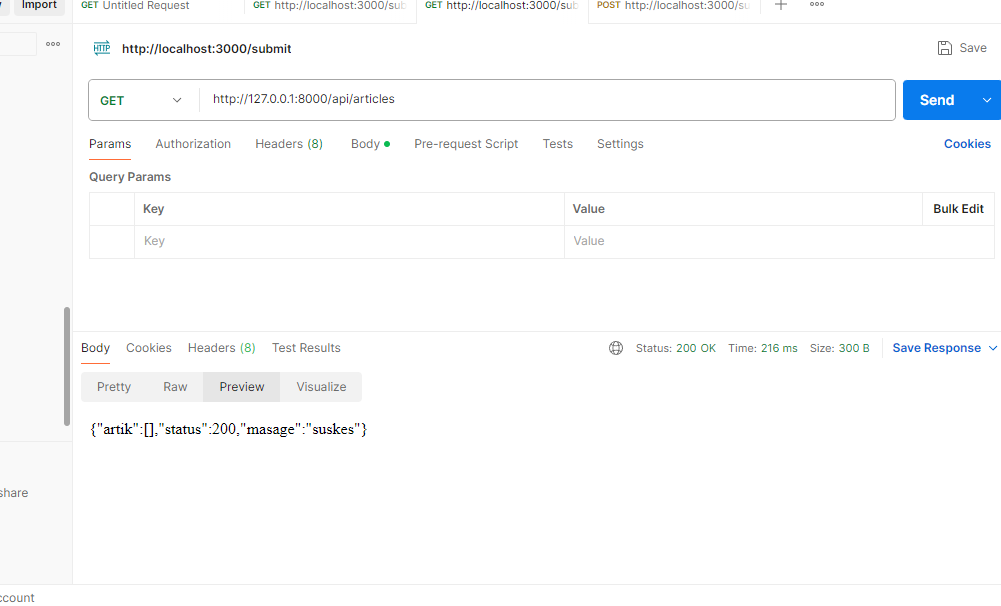 Import
GET Untitled Request
GET http://localhost:3000/sub
GET http://localhost:3000/sub
POST http://localhost:3000/su
HTTP http://localhost:3000/submit
Save
GET
http://127.0.0.1:8000/api/articles
Send
Params Authorization Headers (8) Body Pre-request Script Tests Settings Cookies
Query Params
Key Value Bulk Edit
Key Value
Body Cookies Headers (8) Test Results Status: 200 OK Time: 216 ms Size: 300 B Save Response
Pretty Raw Preview Visualize
{"artik":[],"status":200,"masage":"suskes"}
share
ccount